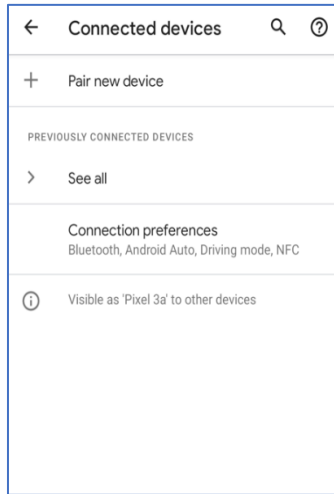 Connected devices
Pair new device
PREVIOUSLY CONNECTED DEVICES
See all
Connection preferences
Bluetooth, Android Auto, Driving mode, NFC
Visible as 'Pixel 3a' to other devices